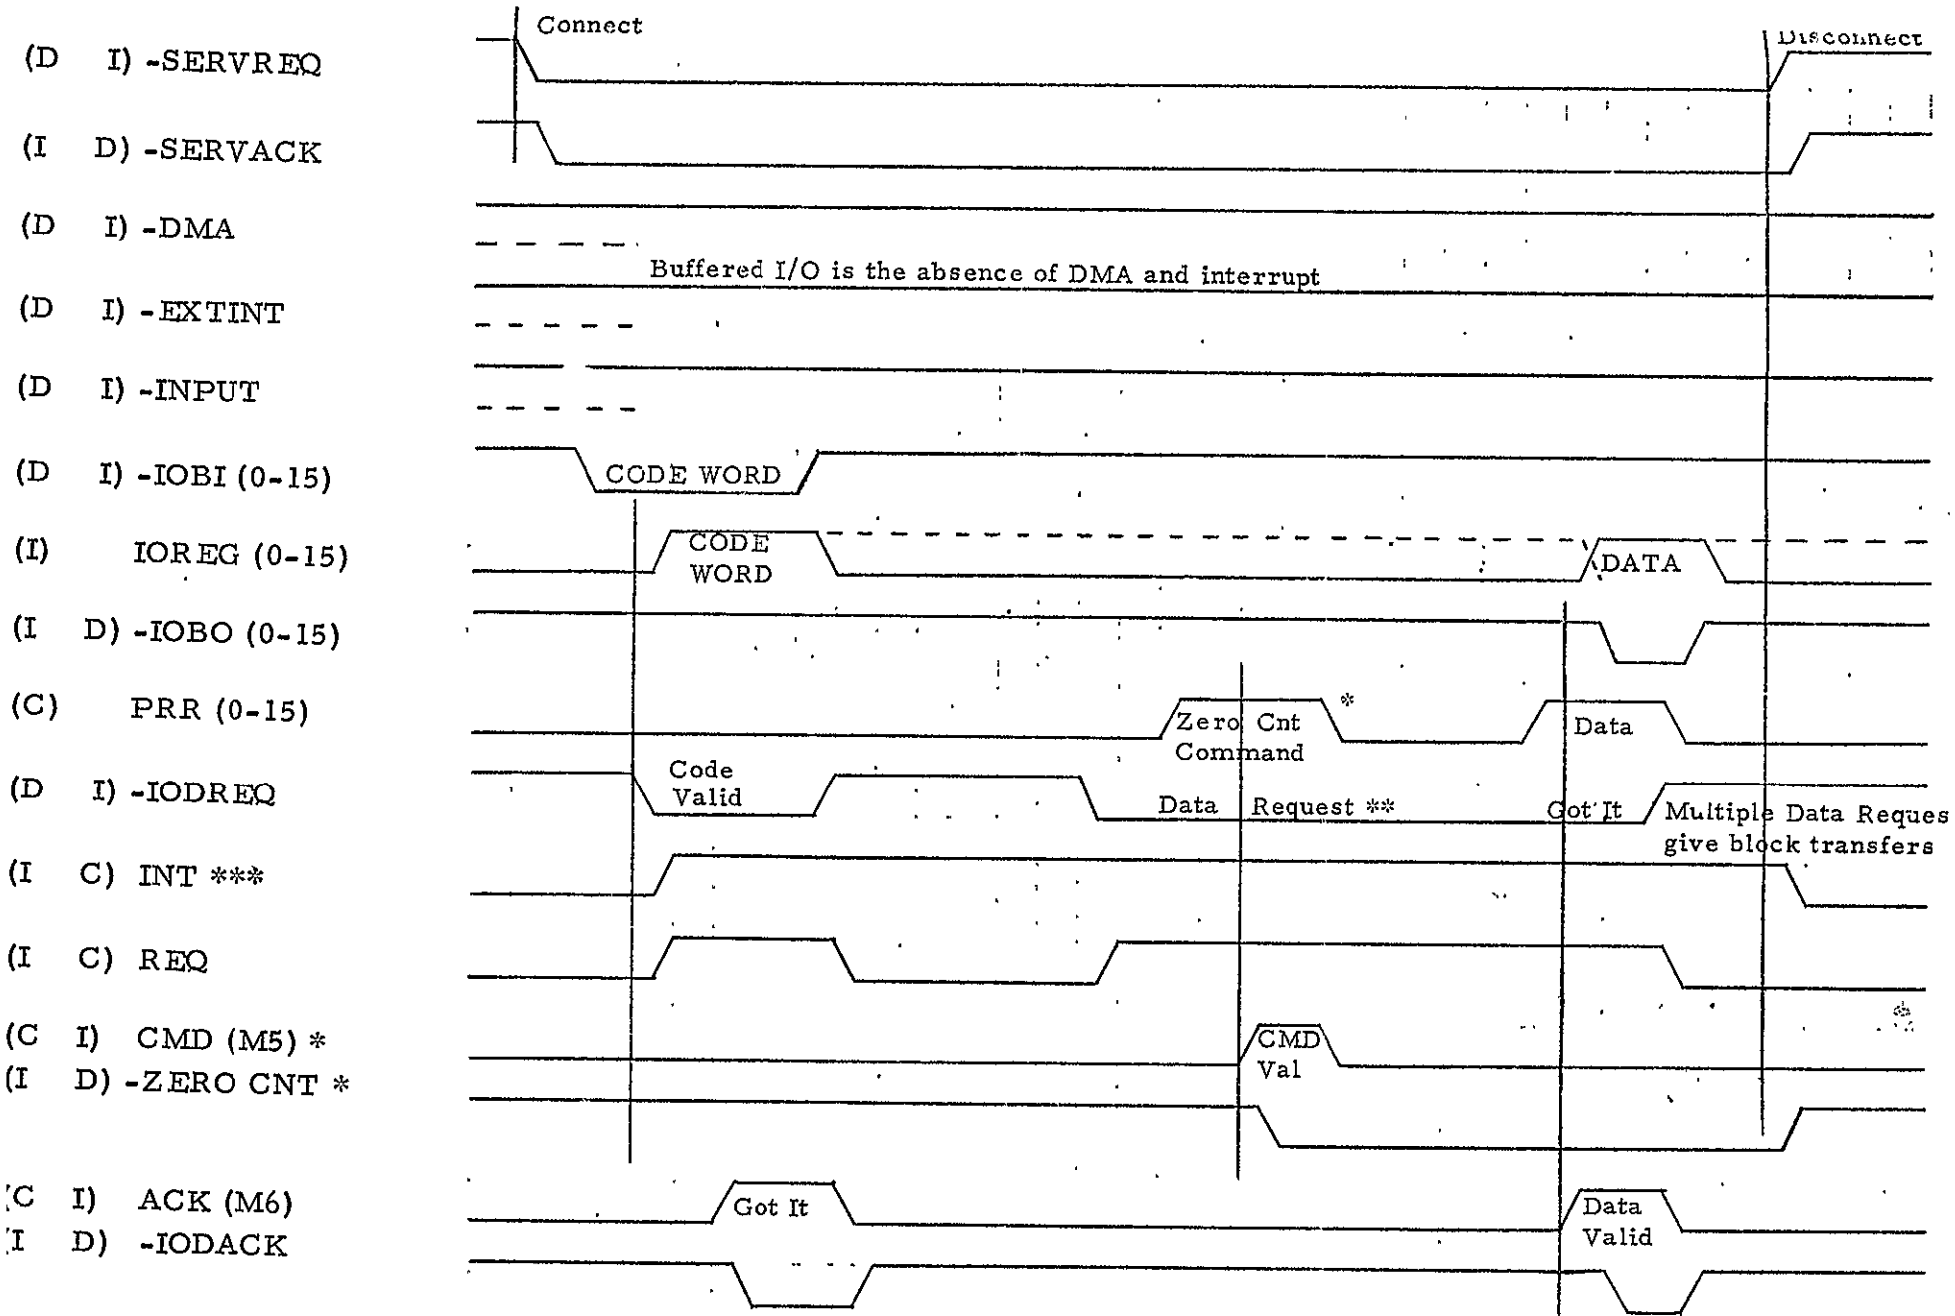 Connect
Disconnect
(D I) -SERVREQ
(I D) -SERVACK
(D I) -DMA
Buffered I/O is the absence of DMA and interrupt
(D I) -EXTINT
(D I) -INPUT
(D I) -IOBI (0-15)
CODE WORD
(I) IOREG (0-15)
CODE
WORD
DATA
(I D) -IOBO (0-15)
(C) PRR (0-15)
Zero Cnt
Command
*
Data
(D I) -IODREQ
Code
Valid
Data Request **
Got It
Multiple Data Reques
give block transfers
(I C) INT ***
(I C) REQ
(C I) CMD (M5) *
CMD
Val
(I D) -ZERO CNT *
(C I) ACK (M6)
Got It
Data
Valid
(I D) -IODACK